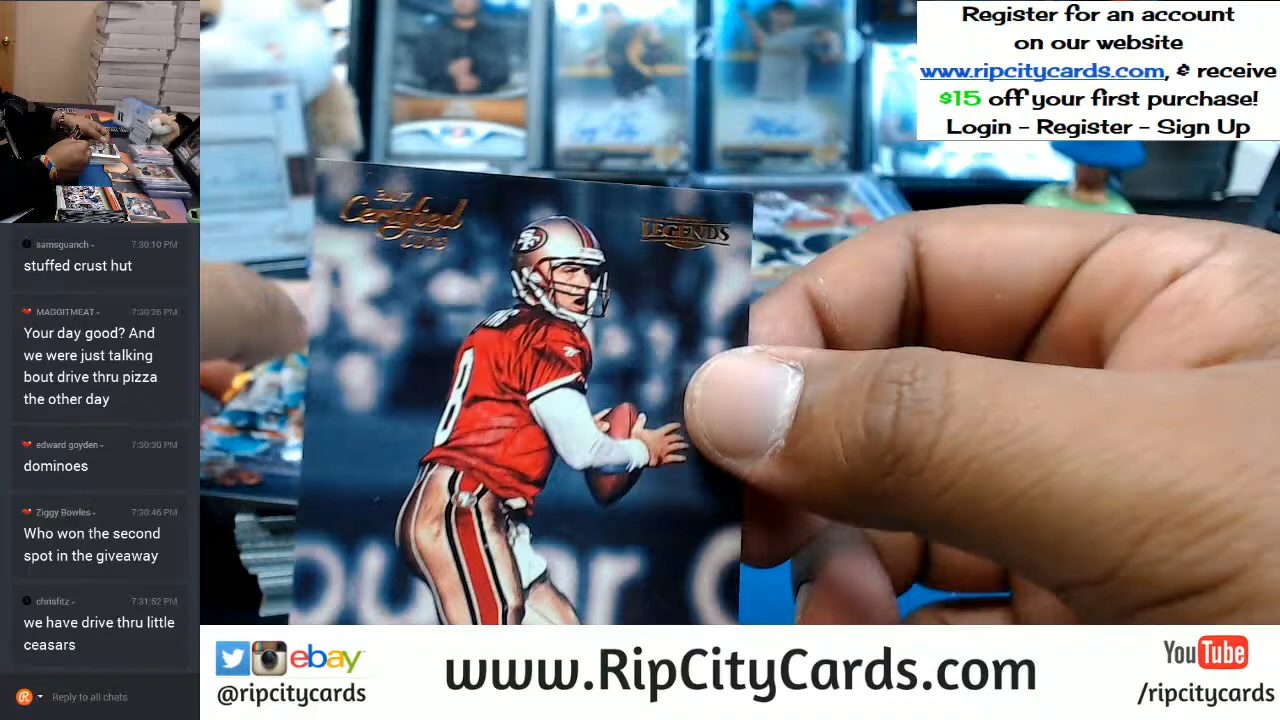 Register for an account
on our website
www.ripcitycards.com, & receive
$15 off your first purchase!
Login - Register - Sign Up
samsguanch 7:30:10 PM
stuffed crust hut
MAGGITMEAT 7:30:26 PM
Your day good? And
we were just talking
bout drive thru pizza
the other day
edward goyden 7:30:30 PM
dominoes
Ziggy Bowles 7:30:46 PM
Who won the second
spot in the giveaway
chrisfitz 7:31:52 PM
we have drive thru little
ceasars
Reply to all chats
2017
Certified
CUTS
LEGENDS
8
ebay
@ripcitycards
www.RipCityCards.com
YouTube
/ripcitycards